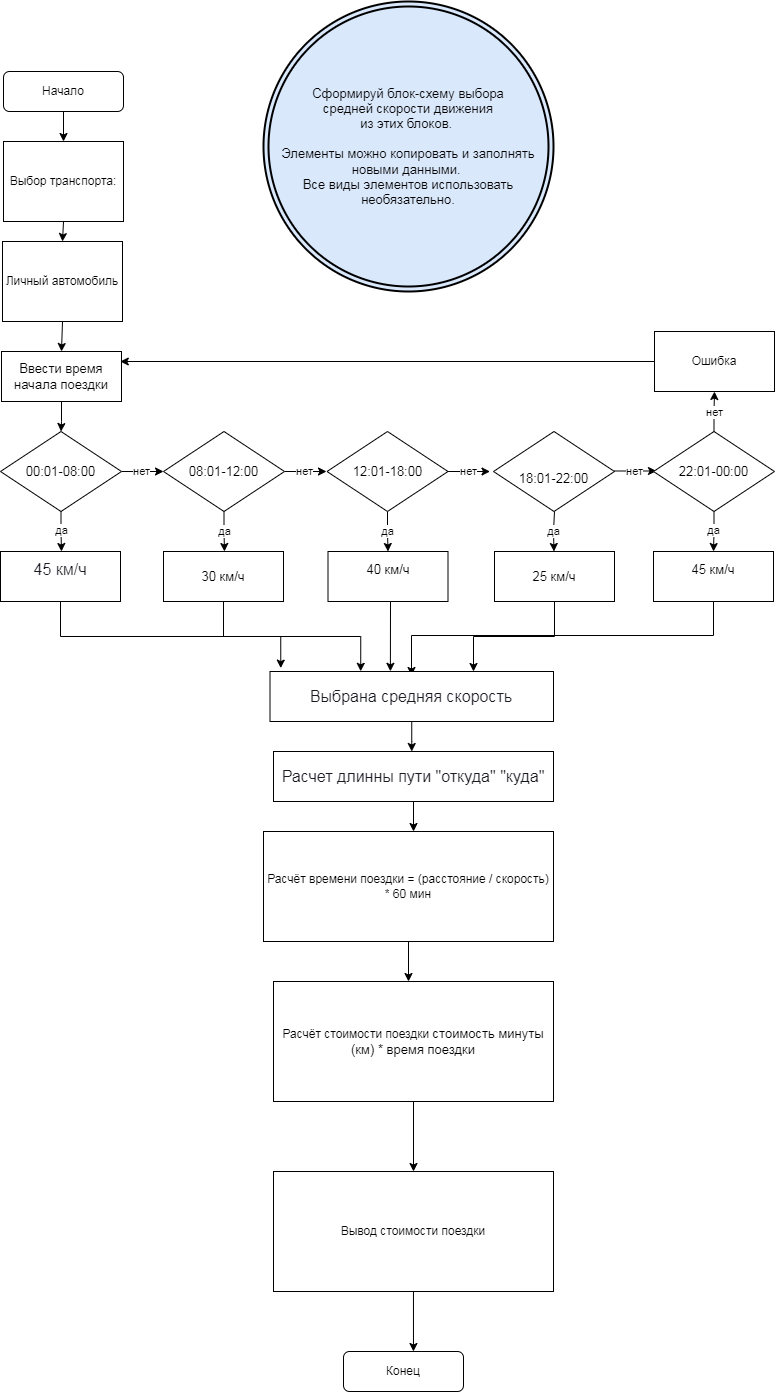 Сформируй блок-схему выбора
средней скорости движения
из этих блоков.
Элементы можно копировать и заполнять
новыми данными.
Все виды элементов использовать
необязательно.
Начало
Выбор транспорта:
Личный автомобиль
Ввести время
начала поездки
Ошибка
нет
00:01-08:00
нет
08:01-12:00
нет
12:01-18:00
нет
18:01-22:00
нет
22:01-00:00
да
да
да
да
да
45 км/ч
30 км/ч
40 км/ч
25 км/ч
45 км/ч
Выбрана средняя скорость
Расчет длинны пути "откуда" "куда"
Расчёт времени поездки = (расстояние / скорость)
* 60 мин
Расчёт стоимости поездки стоимость минуты
(км) * время поездки
Вывод стоимости поездки
Конец